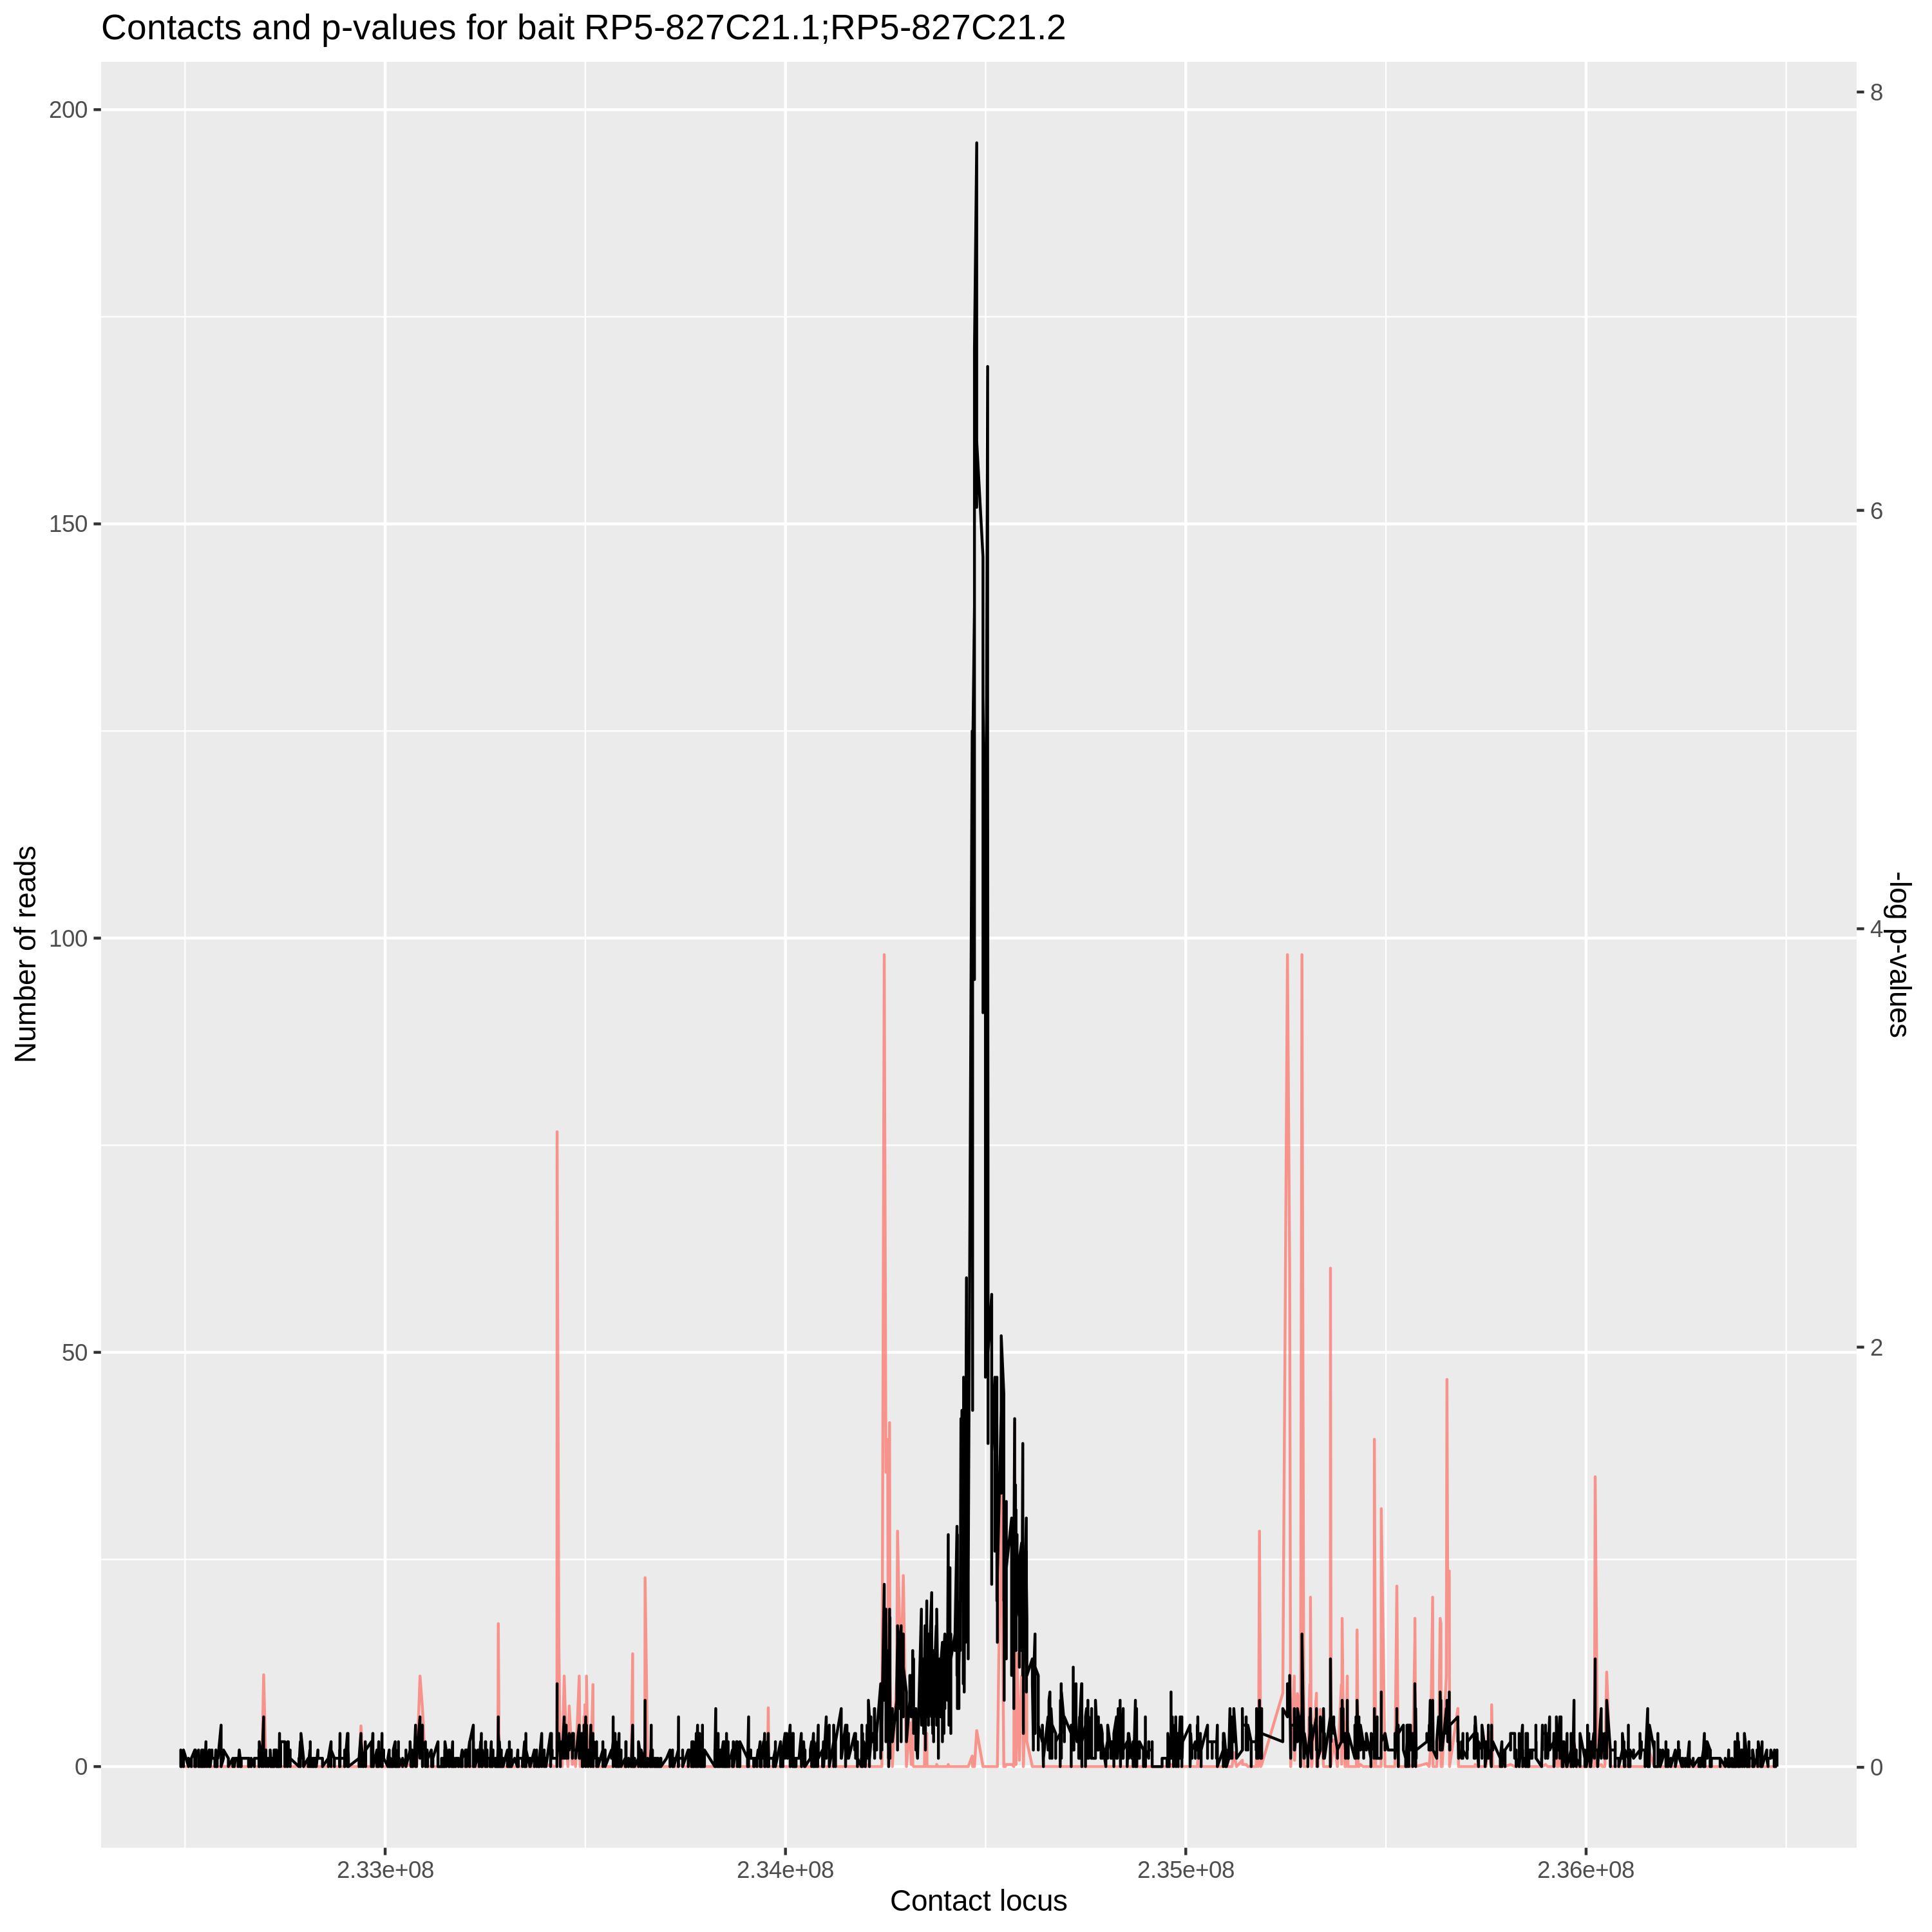 Contacts and p-values for bait RP5-827C21.1;RP5-827C21.2
200
150
100
50
0
Number of reads
8
6
4
2
0
-log p-values
2.33e+08
2.34e+08
2.35e+08
2.36e+08
Contact locus